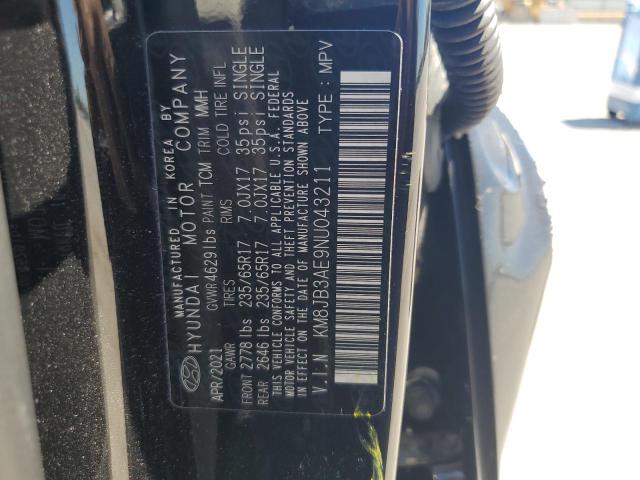 MANUFACTURED IN KOREA BY
HYUNDAI MOTOR COMPANY
APR/2021 GVWR 4629lbs PAINT TCM TRIM MMH
GAWR TIRES RIMS COLD TIRE INFL
FRONT 2778 lbs 235/65R17 7.0JX17 35psi SINGLE
REAR 2646 lbs 235/65R17 7.0JX17 35psi SINGLE
THIS VEHICLE CONFORMS TO ALL APPLICABLE U.S.A. FEDERAL
MOTOR VEHICLE SAFETY AND THEFT PREVENTION STANDARDS
IN EFFECT ON THE DATE OF MANUFACTURE SHOWN ABOVE
V.I.N KM8JB3AE9NU043211 TYPE : MPV